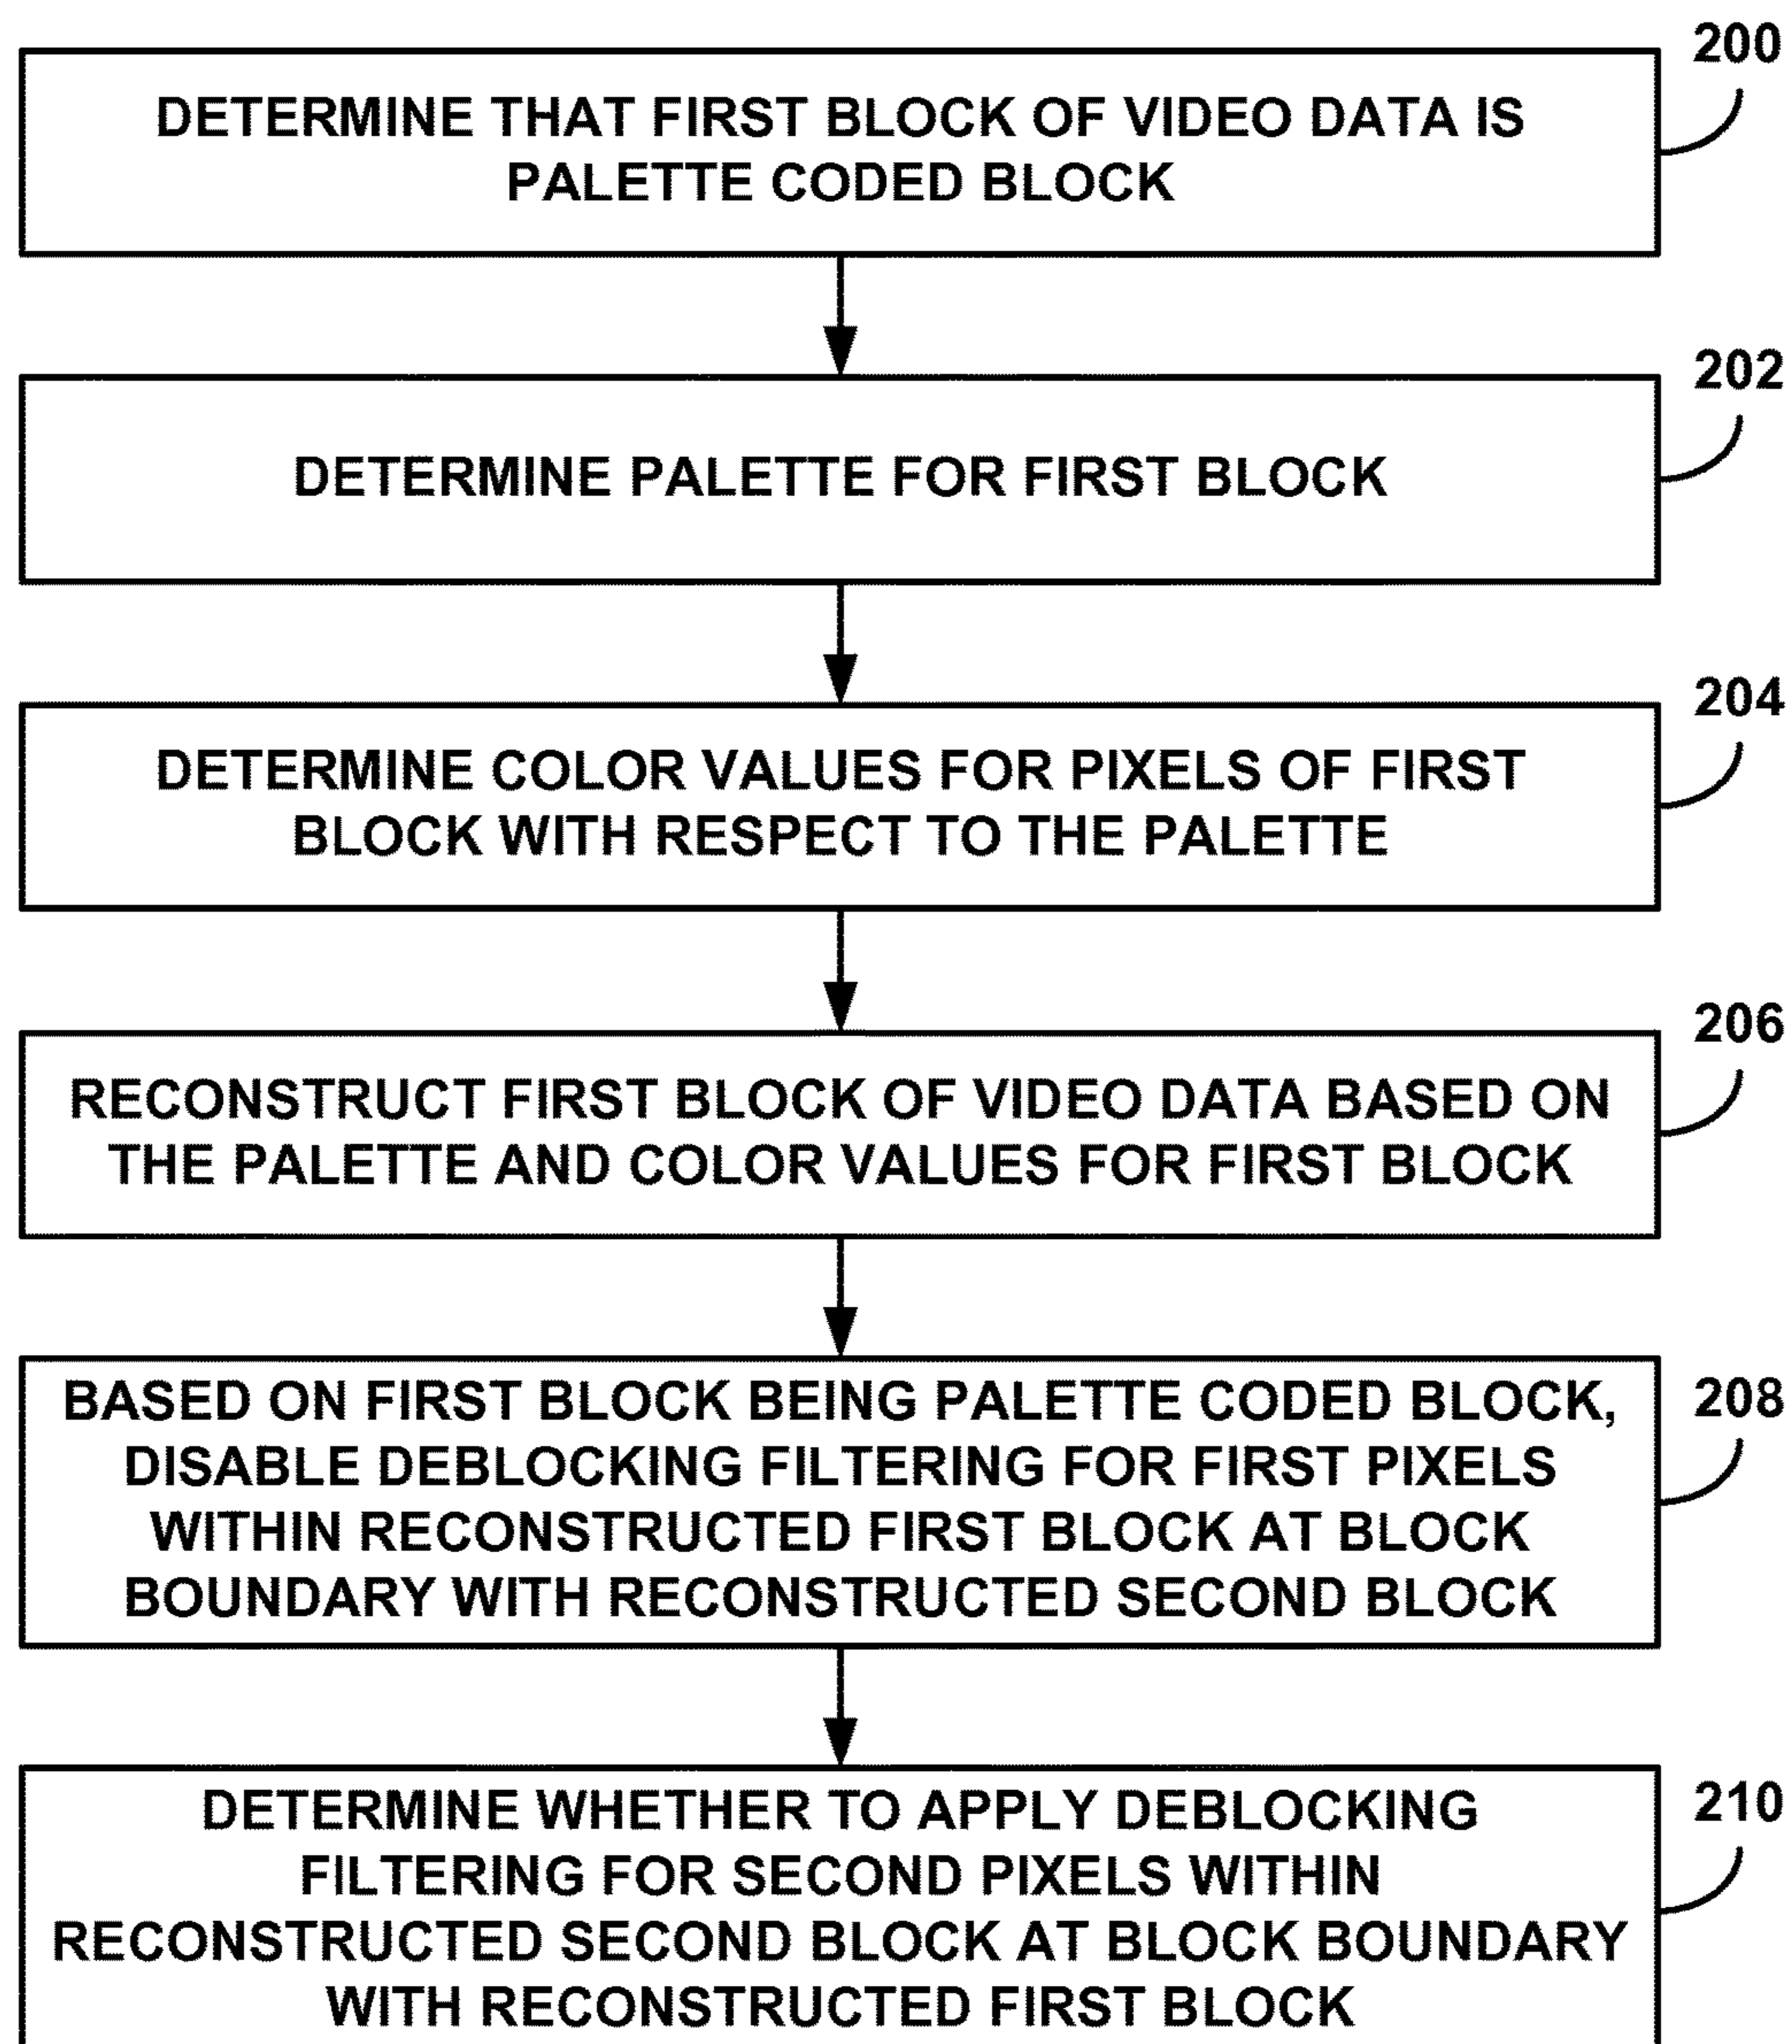 200
DETERMINE THAT FIRST BLOCK OF VIDEO DATA IS
PALETTE CODED BLOCK
202
DETERMINE PALETTE FOR FIRST BLOCK
204
DETERMINE COLOR VALUES FOR PIXELS OF FIRST
BLOCK WITH RESPECT TO THE PALETTE
206
RECONSTRUCT FIRST BLOCK OF VIDEO DATA BASED ON
THE PALETTE AND COLOR VALUES FOR FIRST BLOCK
208
BASED ON FIRST BLOCK BEING PALETTE CODED BLOCK,
DISABLE DEBLOCKING FILTERING FOR FIRST PIXELS
WITHIN RECONSTRUCTED FIRST BLOCK AT BLOCK
BOUNDARY WITH RECONSTRUCTED SECOND BLOCK
210
DETERMINE WHETHER TO APPLY DEBLOCKING
FILTERING FOR SECOND PIXELS WITHIN
RECONSTRUCTED SECOND BLOCK AT BLOCK BOUNDARY
WITH RECONSTRUCTED FIRST BLOCK